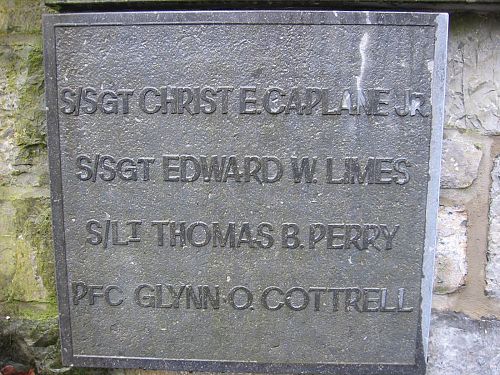 S/SGT CHRIST E. CAPLANE JR.
S/SGT EDWARD W. LIMES
S/LT THOMAS B. PERRY
PFC GLYNN O. COTTRELL